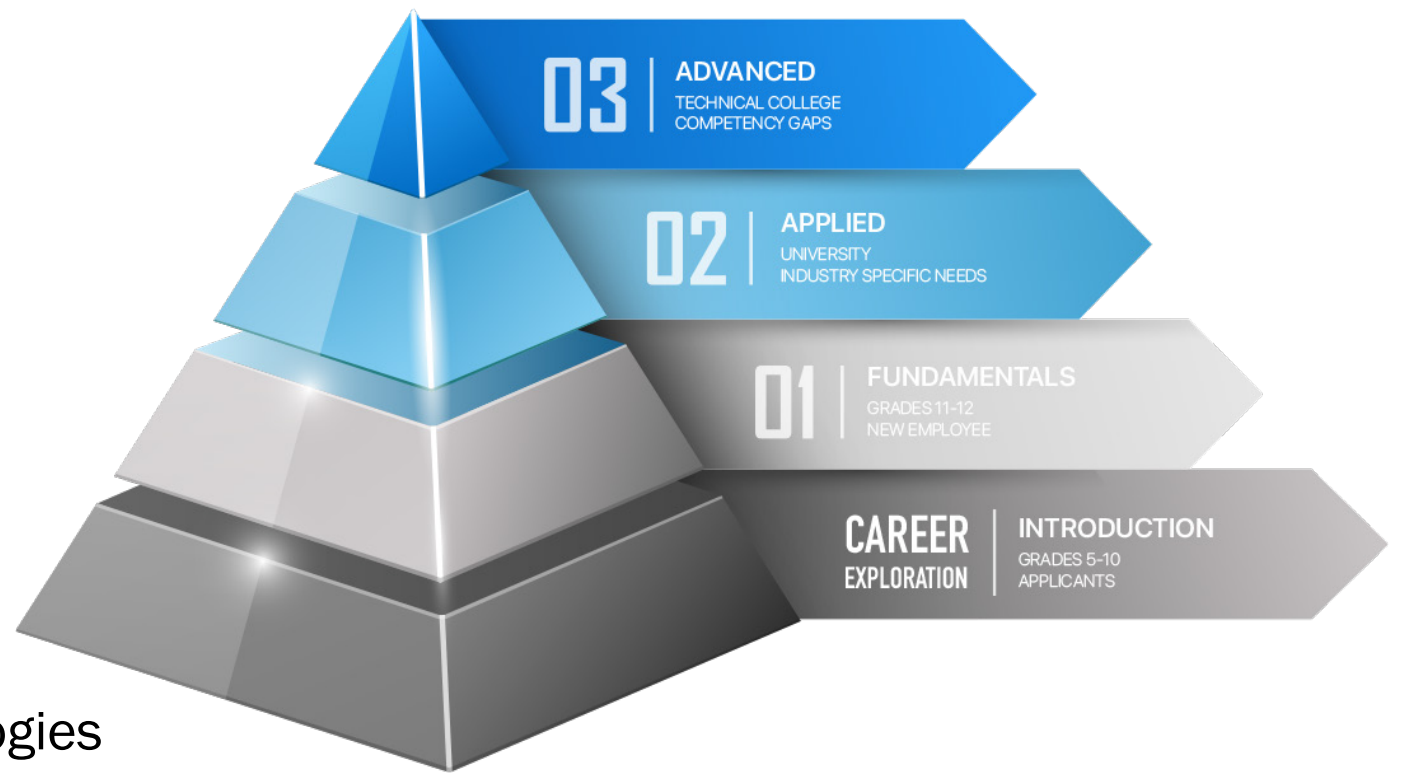 03
ADVANCED
TECHNICAL COLLEGE
COMPETENCY GAPS
02
APPLIED
UNIVERSITY
INDUSTRY SPECIFIC NEEDS
01
FUNDAMENTALS
GRADES 11-12
NEW EMPLOYEE
CAREER
EXPLORATION
INTRODUCTION
GRADES 5-10
APPLICANTS